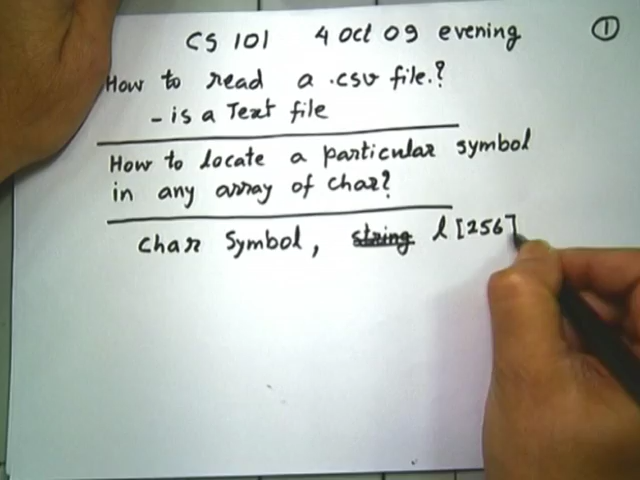 CS 101 4 Oct 09 evening ①
How to read a .csv file.?
- is a Text file
How to locate a particular symbol
in any array of char?
char Symbol, string l [256]